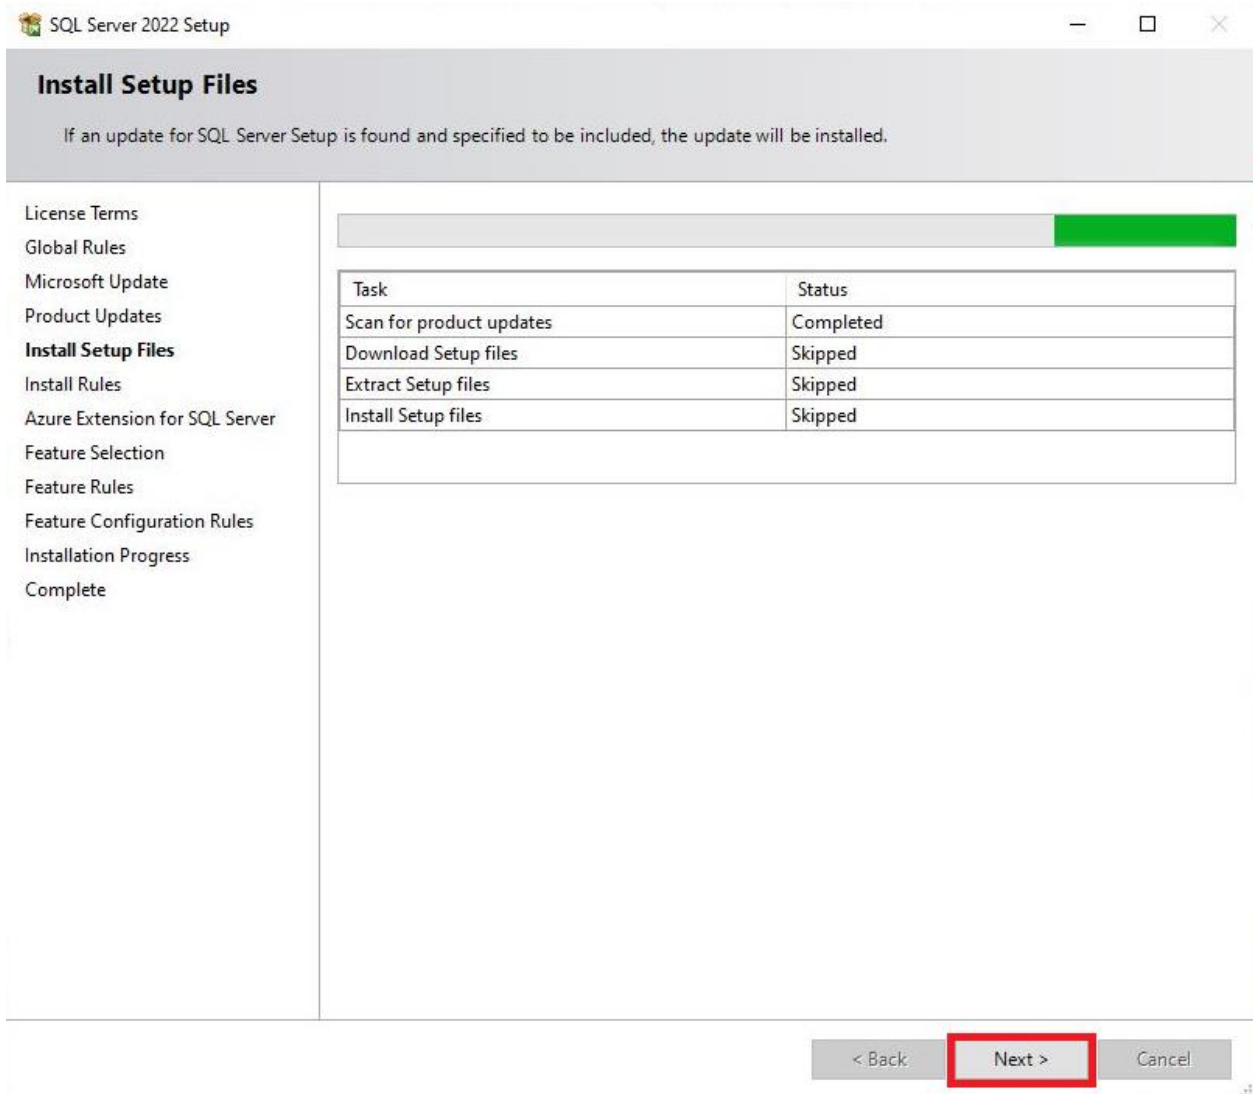 SQL Server 2022 Setup
Install Setup Files
If an update for SQL Server Setup is found and specified to be included, the update will be installed.
License Terms
Global Rules
Microsoft Update
Product Updates
Install Setup Files
Install Rules
Azure Extension for SQL Server
Feature Selection
Feature Rules
Feature Configuration Rules
Installation Progress
Complete
Task Status
Scan for product updates Completed
Download Setup files Skipped
Extract Setup files Skipped
Install Setup files Skipped
< Back Next > Cancel